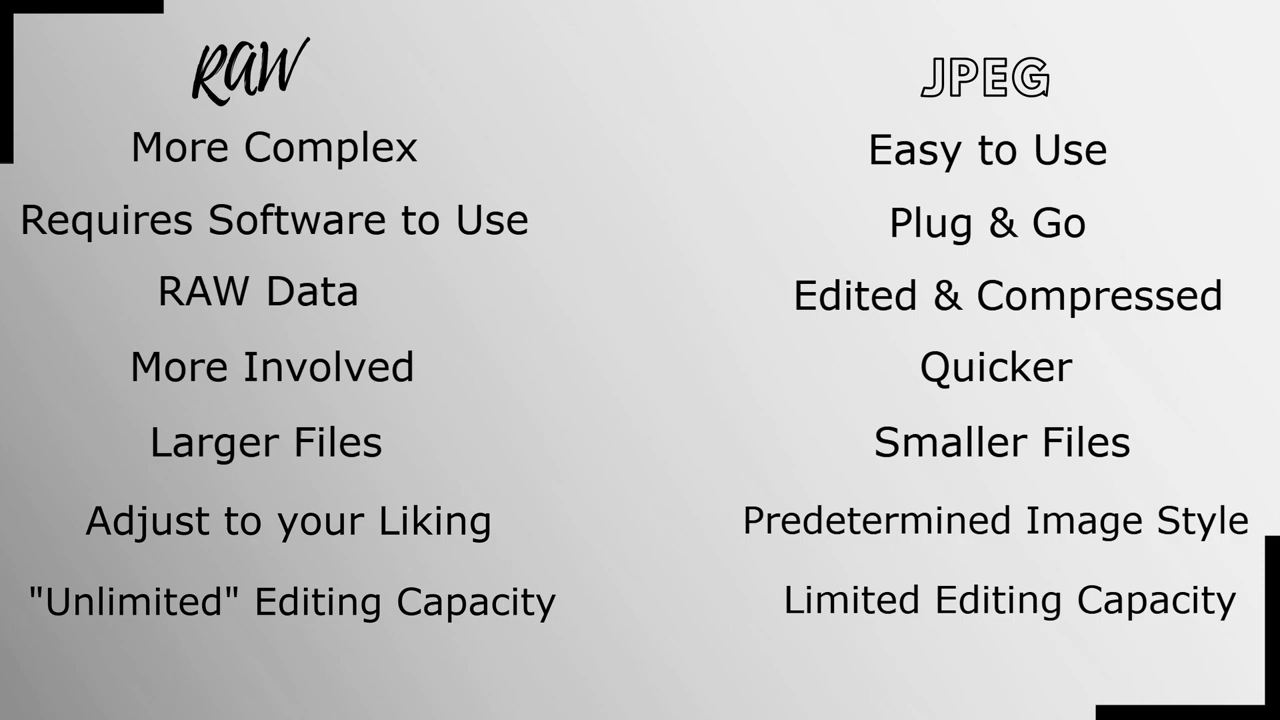 RAW
JPEG
More Complex
Easy to Use
Requires Software to Use
Plug & Go
RAW Data
Edited & Compressed
More Involved
Quicker
Larger Files
Smaller Files
Adjust to your Liking
Predetermined Image Style
"Unlimited" Editing Capacity
Limited Editing Capacity